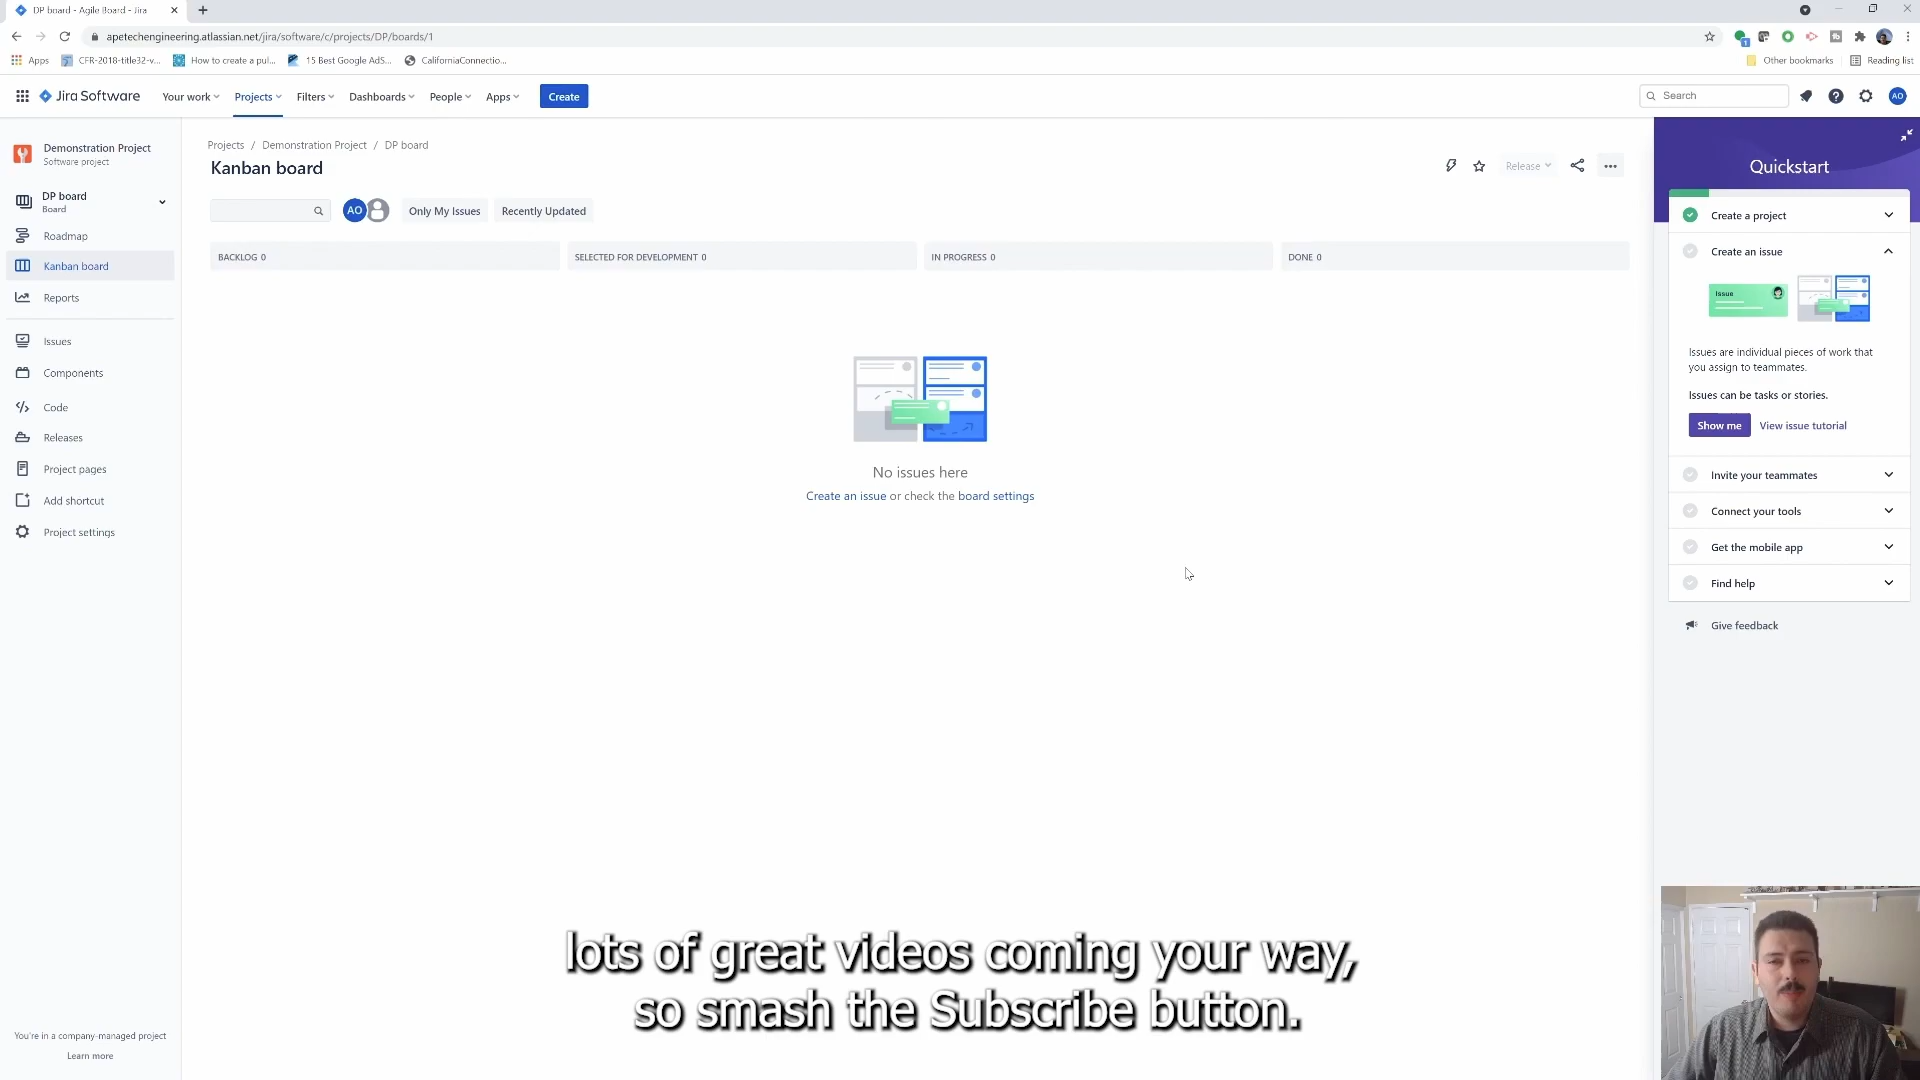 DP board - Agile Board - Jira
apetechengineering.atlassian.net/jira/software/c/projects/DP/boards/1
Apps
CFR-2018-title32-v...
How to create a pul...
15 Best Google AdS...
CaliforniaConnectio...
Other bookmarks
Reading list
Jira Software
Your work
Projects
Filters
Dashboards
People
Apps
Create
Search
AO
Demonstration Project
Software project
DP board
Board
Roadmap
Kanban board
Reports
Issues
Components
Code
Releases
Project pages
Add shortcut
Project settings
You're in a company-managed project
Learn more
Projects / Demonstration Project / DP board
Kanban board
Release
AO
Only My Issues
Recently Updated
BACKLOG 0
SELECTED FOR DEVELOPMENT 0
IN PROGRESS 0
DONE 0
No issues here
Create an issue or check the board settings
Quickstart
Create a project
Create an issue
Issue
Issues are individual pieces of work that
you assign to teammates.
Issues can be tasks or stories.
Show me
View issue tutorial
Invite your teammates
Connect your tools
Get the mobile app
Find help
Give feedback
lots of great videos coming your way,
so smash the Subscribe button.